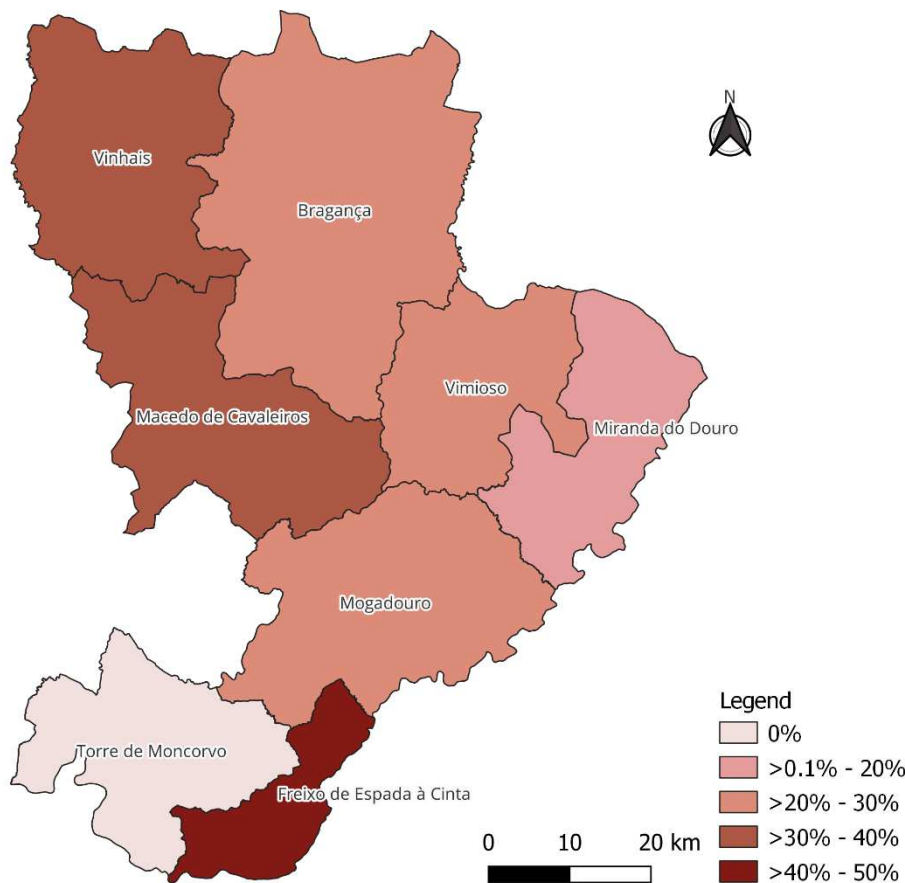 N
Vinhais
Bragança
Vimioso
Macedo de Cavaleiros
Miranda do Douro
Mogadouro
Torre de Moncorvo
Freixo de Espada à Cinta
Legend
0%
>0.1% - 20%
>20% - 30%
>30% - 40%
>40% - 50%
0 10 20 km